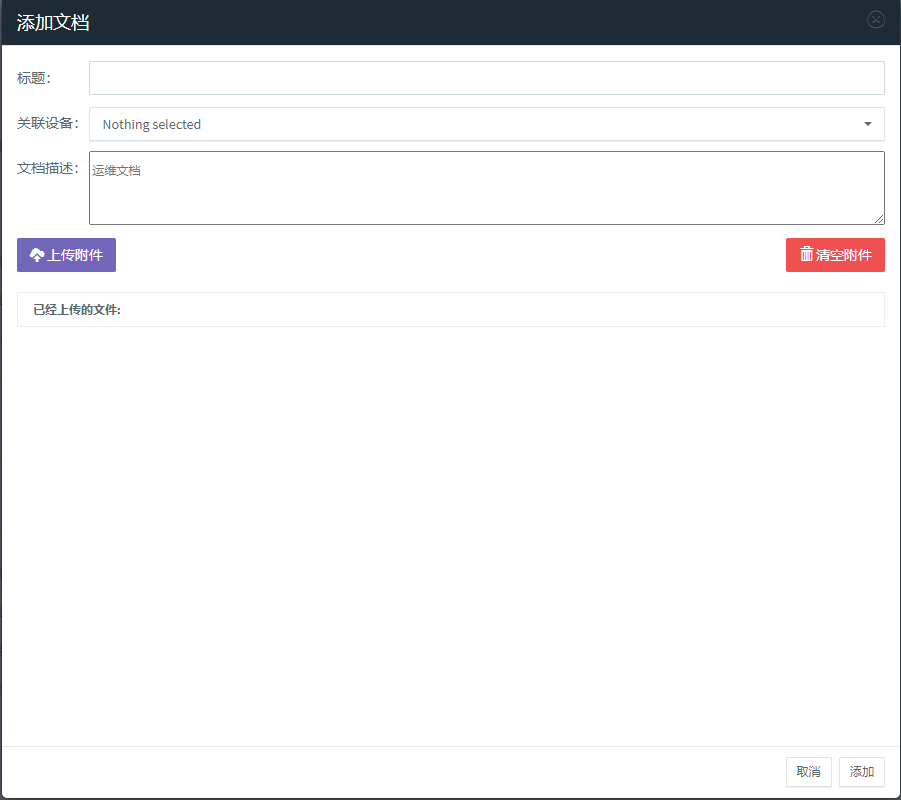 添加文档
标题：
关联设备： Nothing selected
文档描述： 运维文档
上传附件 清空附件
已经上传的文件:
取消 添加